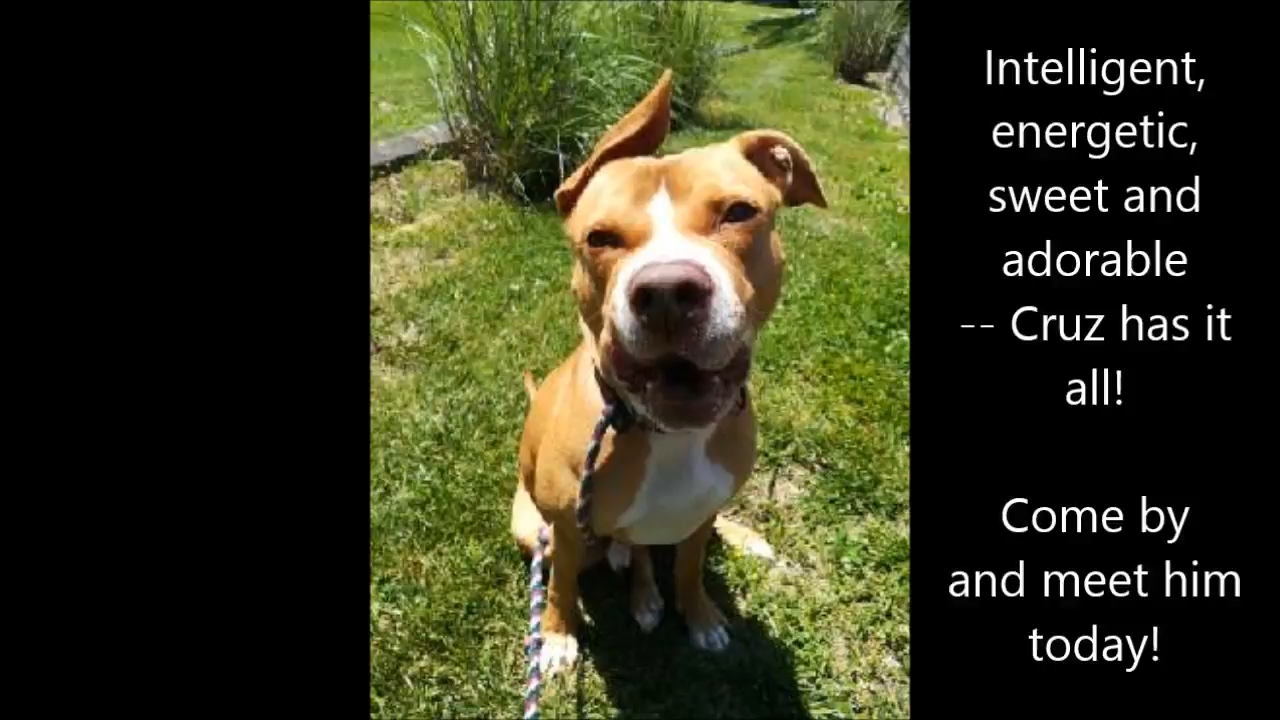 Intelligent,
energetic,
sweet and
adorable
-- Cruz has it
all!
Come by
and meet him
today!